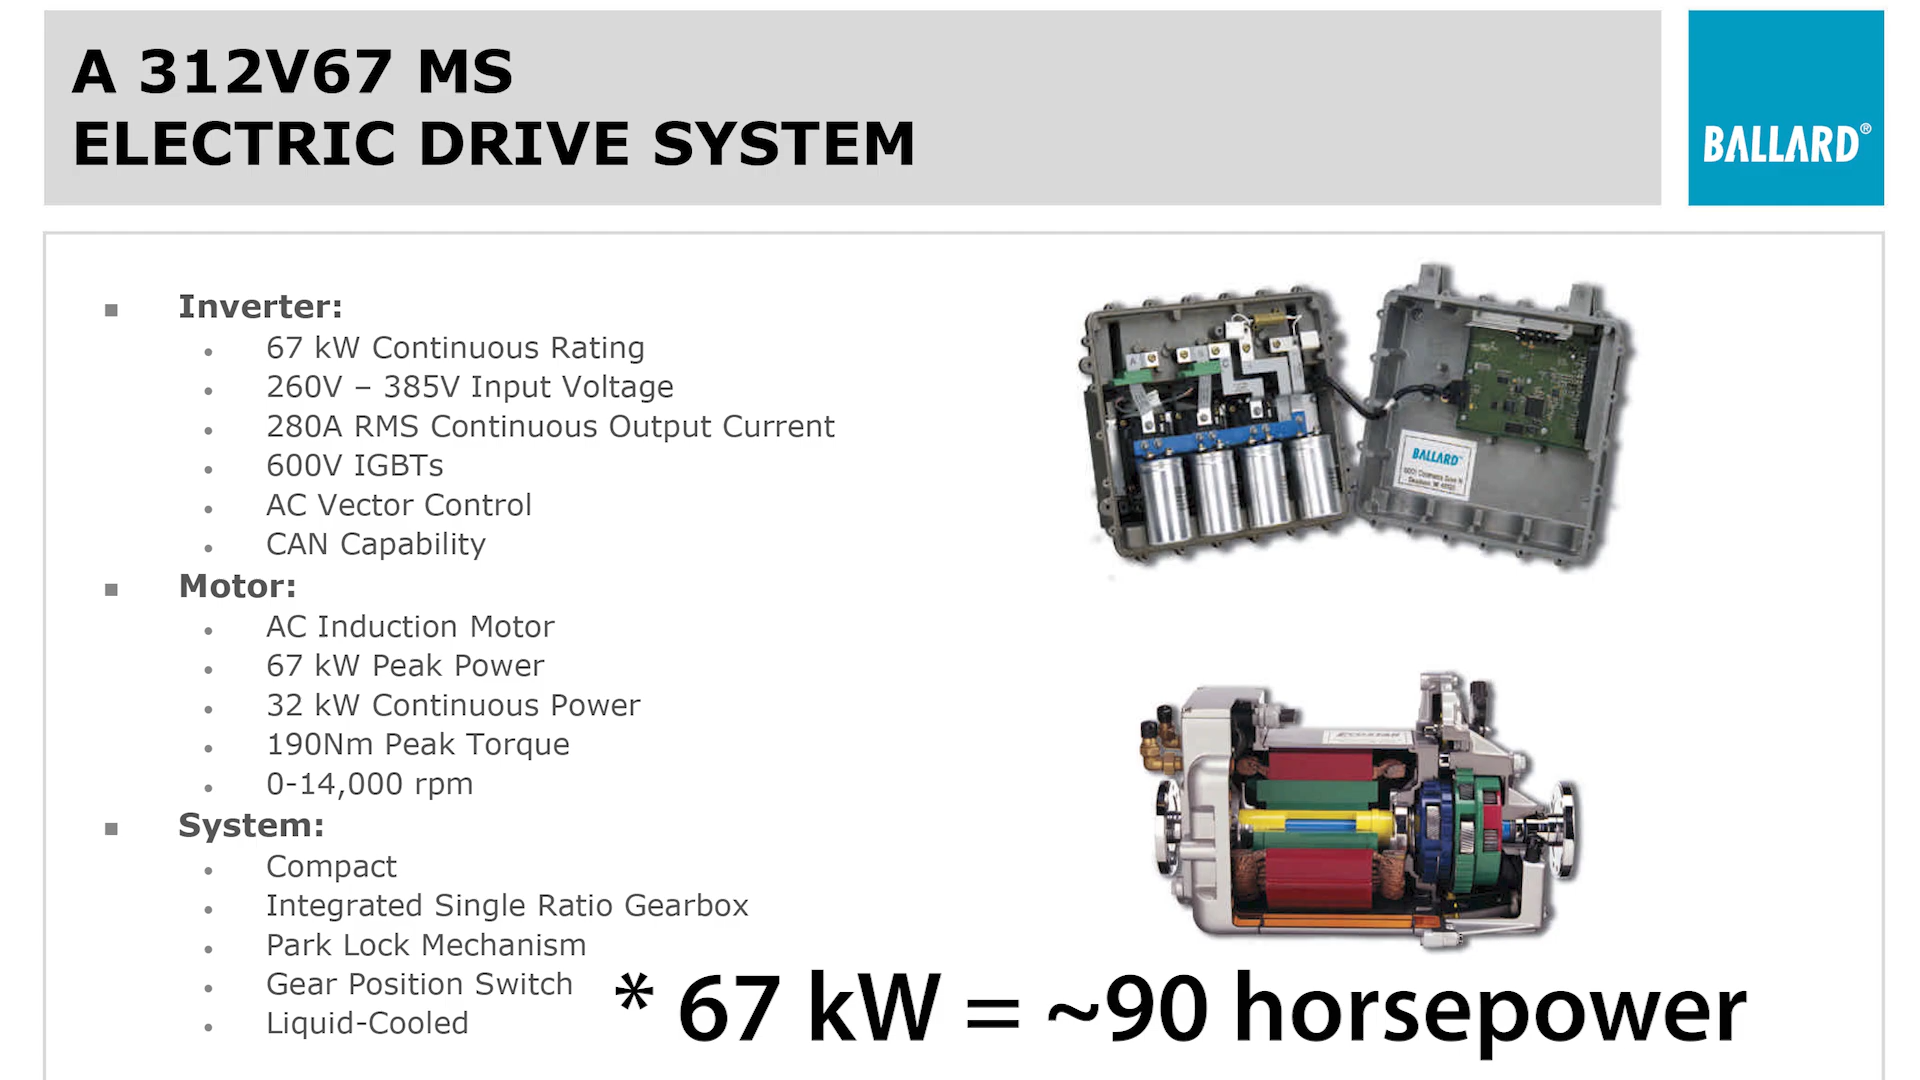 A 312V67 MS
ELECTRIC DRIVE SYSTEM
BALLARD®
Inverter:
67 kW Continuous Rating
260V – 385V Input Voltage
280A RMS Continuous Output Current
600V IGBTs
AC Vector Control
CAN Capability
Motor:
AC Induction Motor
67 kW Peak Power
32 kW Continuous Power
190Nm Peak Torque
0-14,000 rpm
System:
Compact
Integrated Single Ratio Gearbox
Park Lock Mechanism
Gear Position Switch
Liquid-Cooled
BALLARD™
* 67 kW = ~90 horsepower